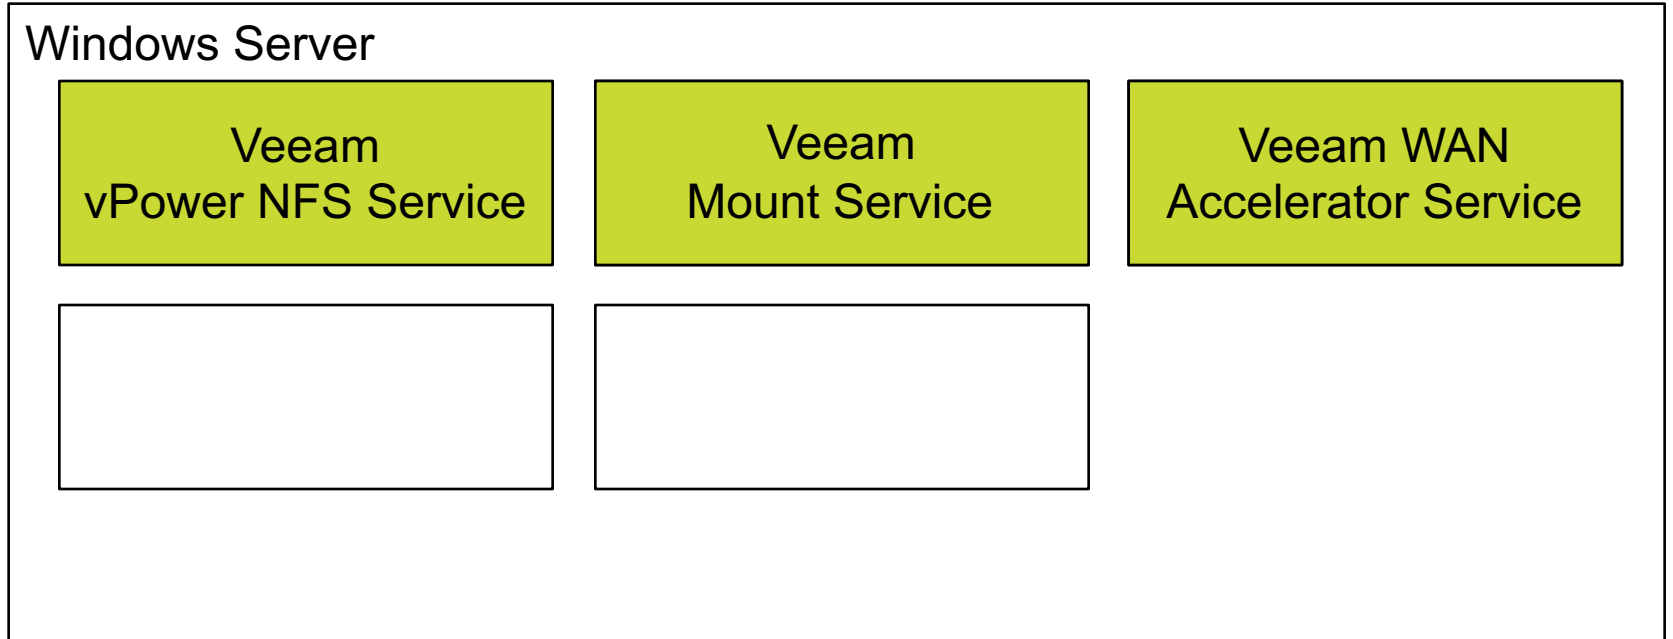 Windows Server
Veeam
vPower NFS Service
Veeam
Mount Service
Veeam WAN
Accelerator Service